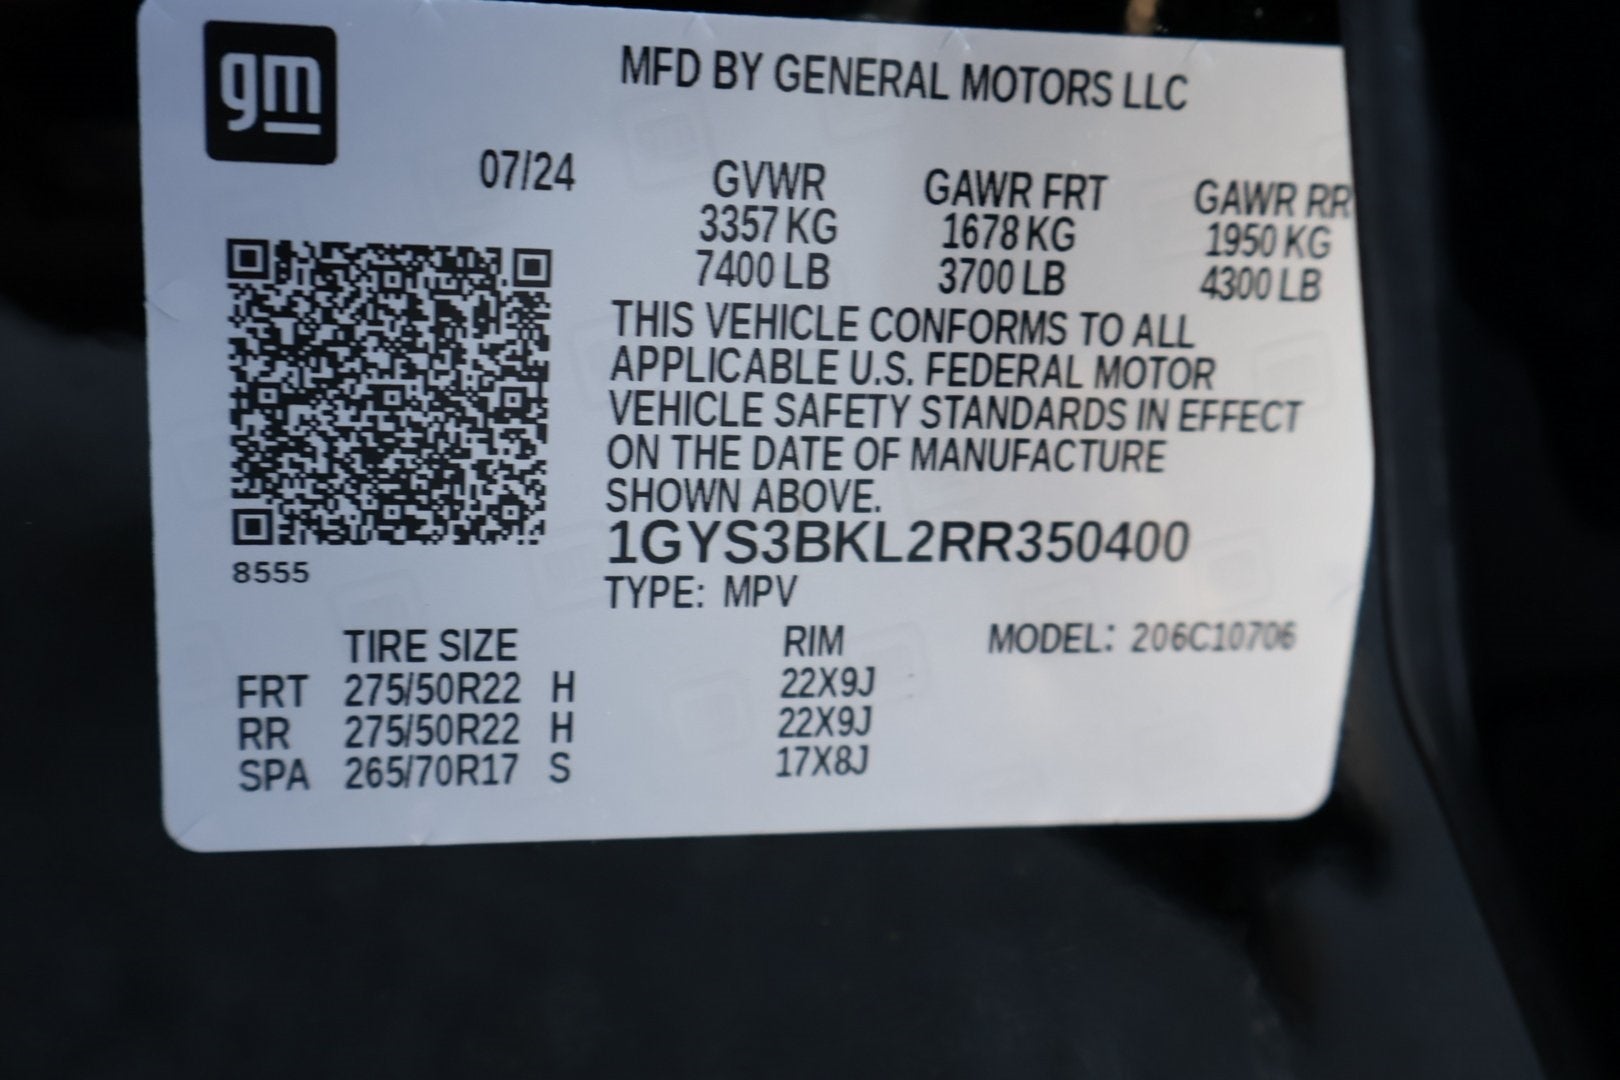 gm
MFD BY GENERAL MOTORS LLC
07/24
GVWR GAWR FRT GAWR RR
3357 KG 1678 KG 1950 KG
7400 LB 3700 LB 4300 LB
THIS VEHICLE CONFORMS TO ALL
APPLICABLE U.S. FEDERAL MOTOR
VEHICLE SAFETY STANDARDS IN EFFECT
ON THE DATE OF MANUFACTURE
SHOWN ABOVE.
1GYS3BKL2RR350400
8555
TYPE: MPV
TIRE SIZE RIM MODEL: 206C10706
FRT 275/50R22 H 22X9J
RR 275/50R22 H 22X9J
SPA 265/70R17 S 17X8J